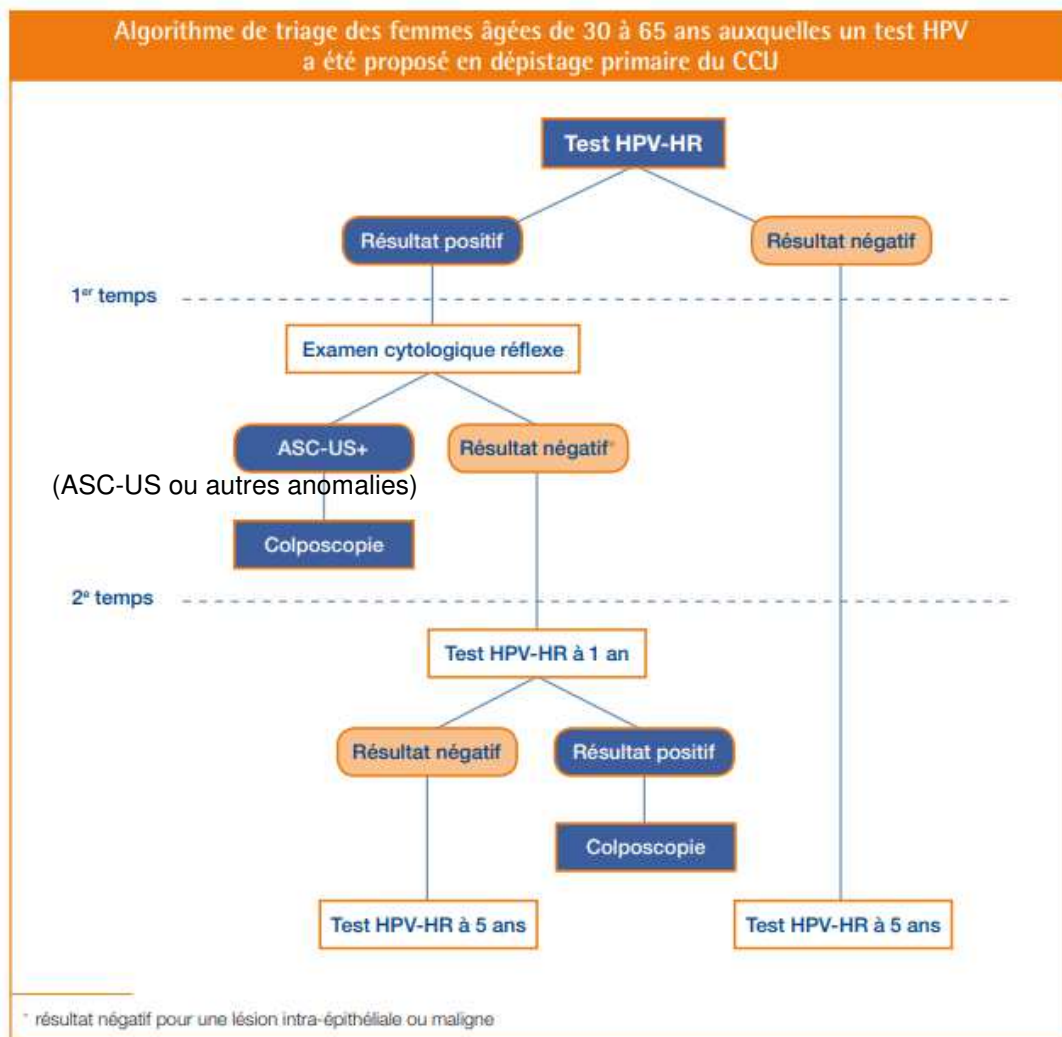 Algorithme de triage des femmes âgées de 30 à 65 ans auxquelles un test HPV
a été proposé en dépistage primaire du CCU
Test HPV-HR
Résultat positif
Résultat négatif
1er temps
Examen cytologique réflexe
ASC-US+
Résultat négatif*
(ASC-US ou autres anomalies)
Colposcopie
2e temps
Test HPV-HR à 1 an
Résultat négatif
Résultat positif
Colposcopie
Test HPV-HR à 5 ans
Test HPV-HR à 5 ans
* résultat négatif pour une lésion intra-épithéliale ou maligne